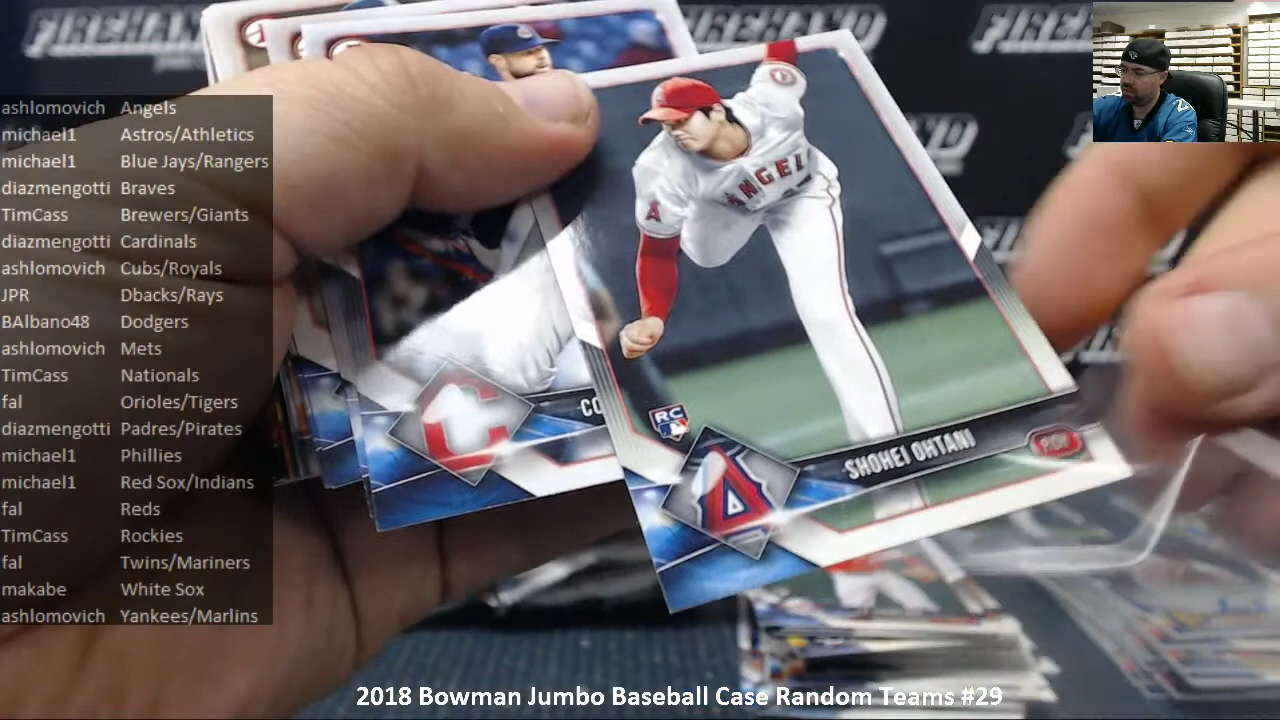 FIREHAND
FIREHAND
ashlomovich Angels
michael1 Astros/Athletics
michael1 Blue Jays/Rangers
diazmengotti Braves
TimCass Brewers/Giants
diazmengotti Cardinals
ashlomovich Cubs/Royals
JPR Dbacks/Rays
BAlbano48 Dodgers
ashlomovich Mets
TimCass Nationals
fal Orioles/Tigers
diazmengotti Padres/Pirates
michael1 Phillies
michael1 Red Sox/Indians
fal Reds
TimCass Rockies
fal Twins/Mariners
makabe White Sox
ashlomovich Yankees/Marlins
ANGELS
A
RC
CO
SHOHEI OHTANI
A
C
2018 Bowman Jumbo Baseball Case Random Teams #29